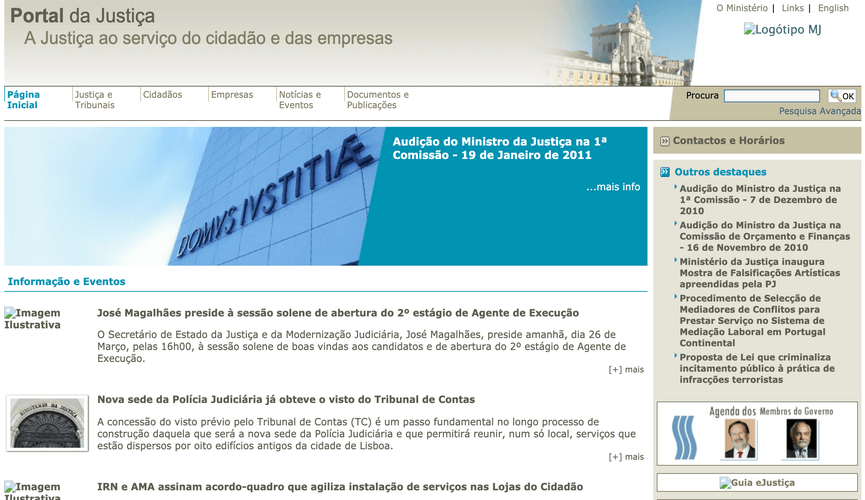 Portal da Justiça
A Justiça ao serviço do cidadão e das empresas
O Ministério | Links | English
Logótipo MJ
Página
Inicial
Justiça e
Tribunais
Cidadãos
Empresas
Notícias e
Eventos
Documentos e
Publicações
Procura
OK
Pesquisa Avançada
DOMVS IVSTITIÆ
Audição do Ministro da Justiça na 1ª
Comissão - 19 de Janeiro de 2011
...mais info
Informação e Eventos
Imagem
Ilustrativa
José Magalhães preside à sessão solene de abertura do 2º estágio de Agente de Execução
O Secretário de Estado da Justiça e da Modernização Judiciária, José Magalhães, preside amanhã, dia 26 de
Março, pelas 16h00, à sessão solene de boas vindas aos candidatos e de abertura do 2º estágio de Agente de
Execução.
[+] mais
MINISTERIO DA JUSTIÇA
Nova sede da Polícia Judiciária já obteve o visto do Tribunal de Contas
A concessão do visto prévio pelo Tribunal de Contas (TC) é um passo fundamental no longo processo de
construção daquela que será a nova sede da Polícia Judiciária e que permitirá reunir, num só local, serviços que
estão dispersos por oito edifícios antigos da cidade de Lisboa.
[+] mais
Imagem
Ilustrativa
IRN e AMA assinam acordo-quadro que agiliza instalação de serviços nas Lojas do Cidadão
Contactos e Horários
Outros destaques
Audição do Ministro da Justiça na
1ª Comissão - 7 de Dezembro de
2010
Audição do Ministro da Justiça na
Comissão de Orçamento e Finanças
- 16 de Novembro de 2010
Ministério da Justiça inaugura
Mostra de Falsificações Artísticas
apreendidas pela PJ
Procedimento de Selecção de
Mediadores de Conflitos para
Prestar Serviço no Sistema de
Mediação Laboral em Portugal
Continental
Proposta de Lei que criminaliza
incitamento público à prática de
infracções terroristas
Agenda dos Membros do Governo
Guia eJustiça